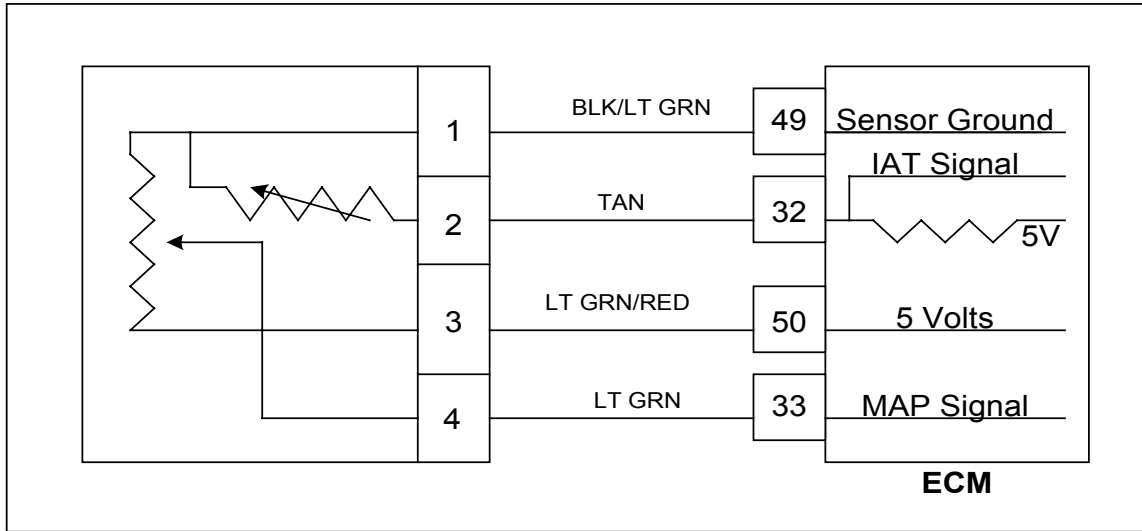 1
BLK/LT GRN
49
Sensor Ground
IAT Signal
2
TAN
32
5V
3
LT GRN/RED
50
5 Volts
4
LT GRN
33
MAP Signal
ECM